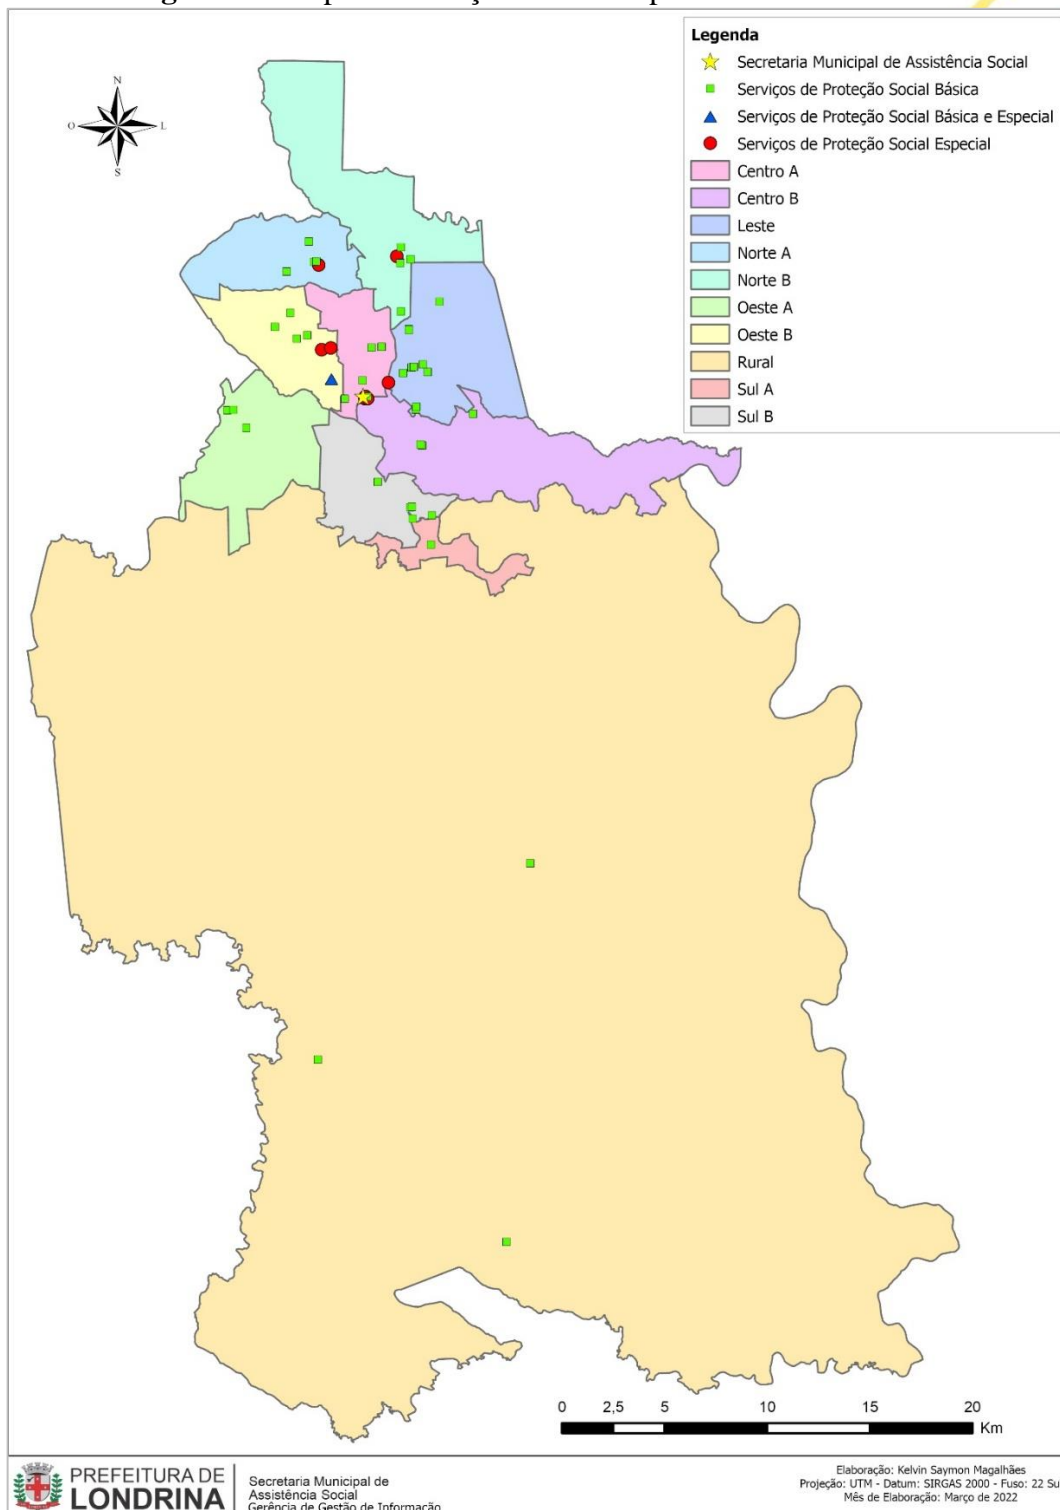 Legenda
Secretaria Municipal de Assistência Social
Serviços de Proteção Social Básica
Serviços de Proteção Social Básica e Especial
Serviços de Proteção Social Especial
Centro A
Centro B
Leste
Norte A
Norte B
Oeste A
Oeste B
Rural
Sul A
Sul B
N
O
L
S
0 2,5 5 10 15 20
Km
PREFEITURA DE
LONDRINA
Secretaria Municipal de
Assistência Social
Gerência de Gestão de Informação
Elaboração: Kelvin Saymon Magalhães
Projeção: UTM - Datum: SIRGAS 2000 - Fuso: 22 Su
Mês de Elaboração: Março de 2022